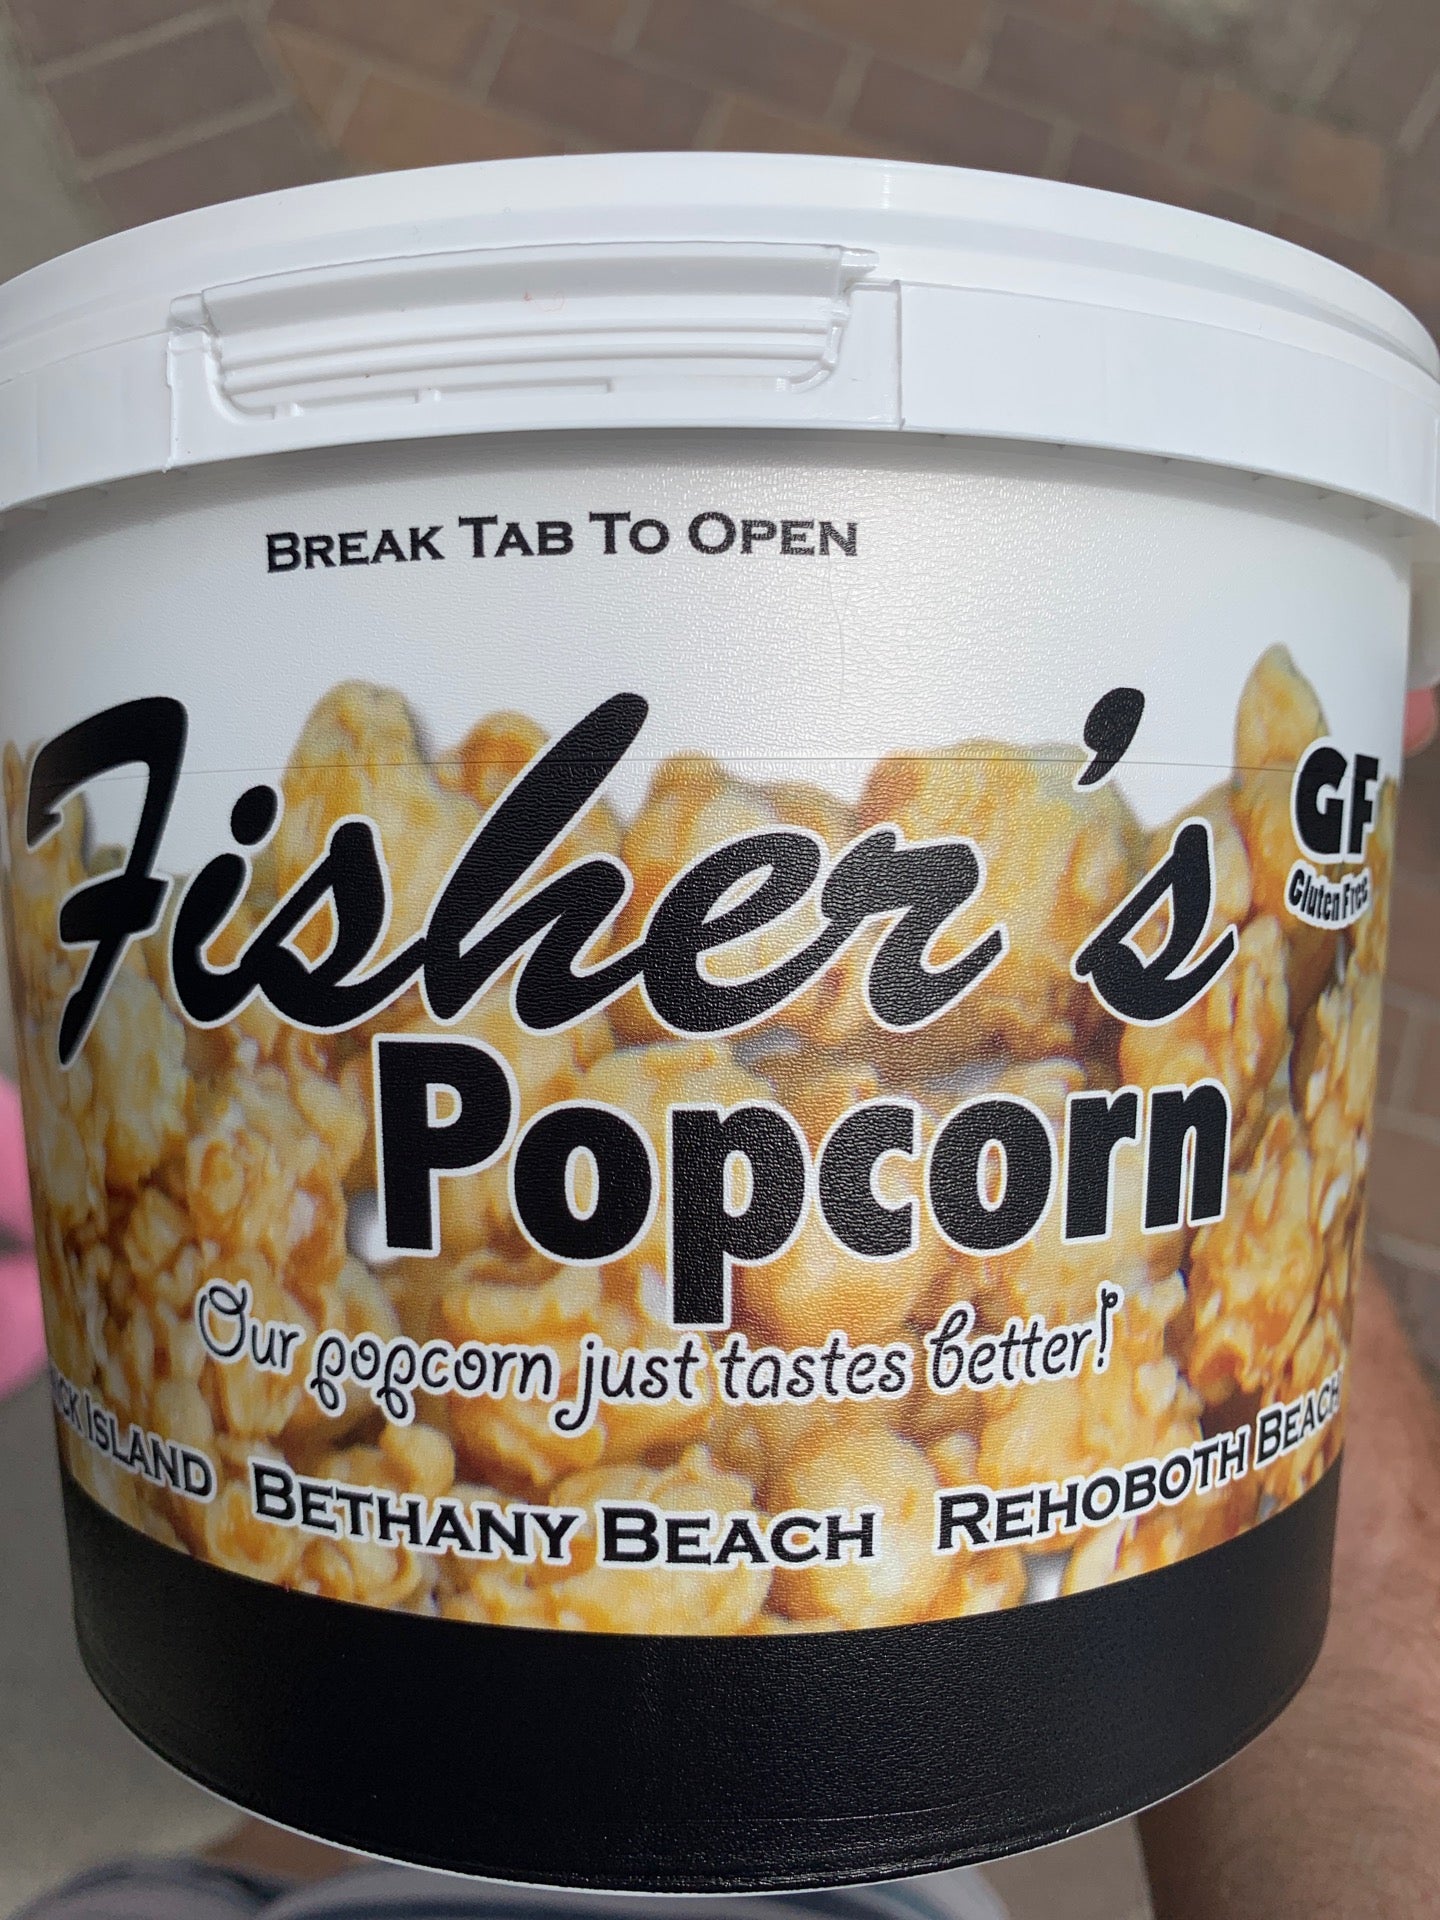 BREAK TAB TO OPEN
Fisher's
GF
Gluten Free
Popcorn
Our popcorn just tastes better!
ISLAND BETHANY BEACH REHOBOTH BEACH